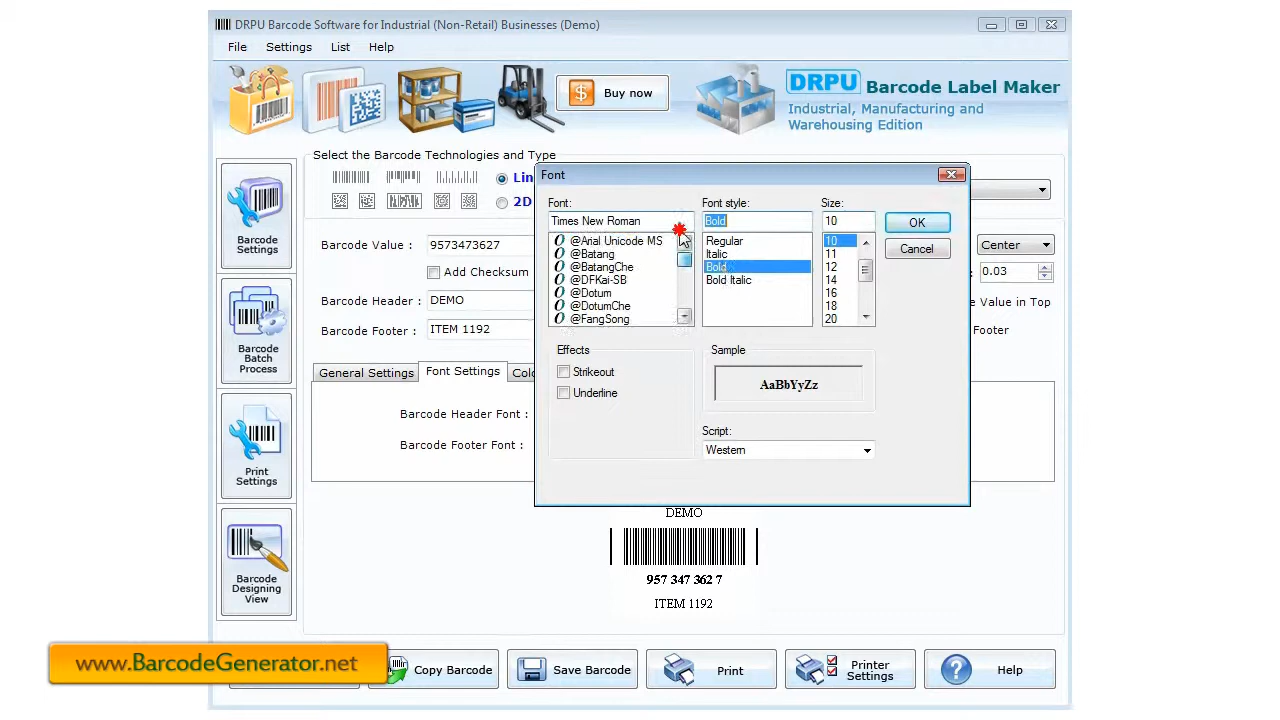 DRPU Barcode Software for Industrial (Non-Retail) Businesses (Demo)
File Settings List Help
Buy now
DRPU Barcode Label Maker
Industrial, Manufacturing and
Warehousing Edition
Select the Barcode Technologies and Type
Font
Font: Font style: Size:
Times New Roman Bold 10 OK
@Arial Unicode MS Regular 10 Cancel
@Batang Italic 11
@BatangChe Bold 12
@DFKai-SB Bold Italic 14
@Dotum 16
@DotumChe 18
@FangSong 20
Effects Sample
Strikeout
Underline
AaBbYyZz
Script:
Western
2D
Barcode Value : 9573473627 Center
Add Checksum : 0.03
Barcode Header : DEMO Value in Top
Barcode Footer : ITEM 1192 Footer
General Settings Font Settings
Barcode Header Font :
Barcode Footer Font :
Barcode
Settings
Barcode
Batch
Process
Print
Settings
Barcode
Designing
View
DEMO
957 347 362 7
ITEM 1192
www.BarcodeGenerator.net
Copy Barcode Save Barcode Print Printer
Settings Help